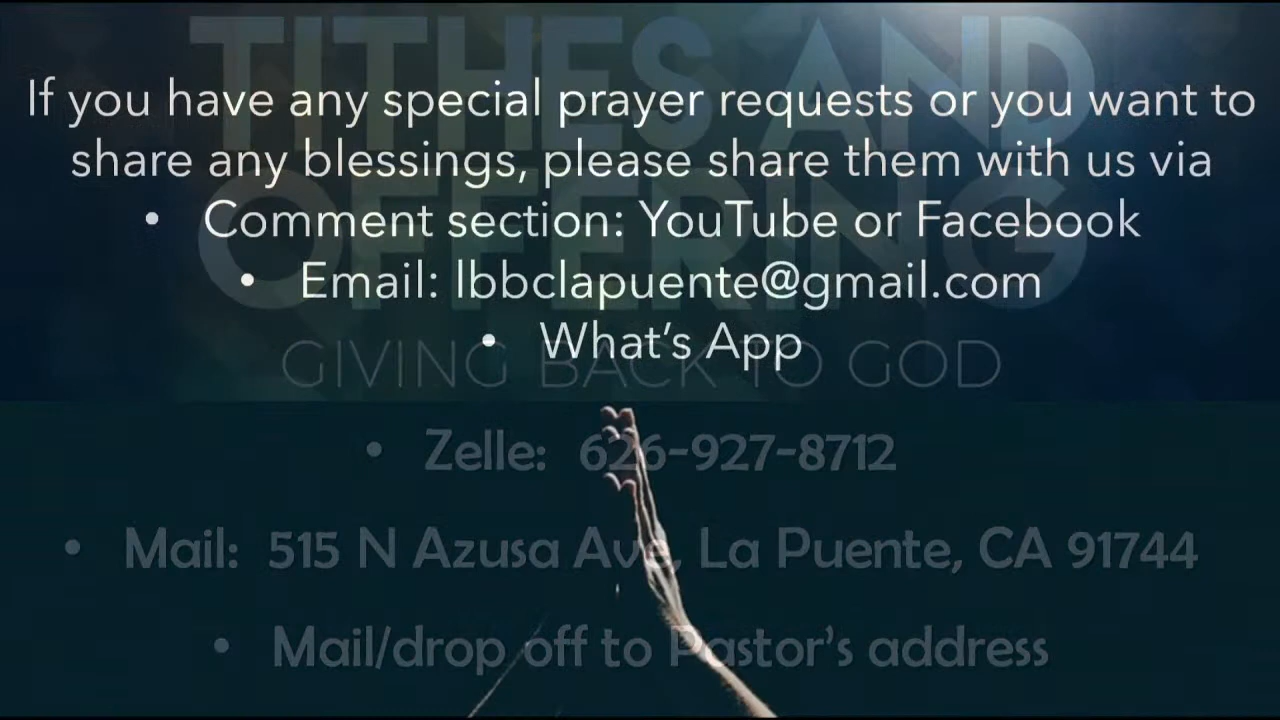 TITHES AND
If you have any special prayer requests or you want to
share any blessings, please share them with us via
OFFERING
• Comment section: YouTube or Facebook
• Email: lbbclapuente@gmail.com
• What's App
GIVING BACK TO GOD
• Zelle: 626-927-8712
• Mail: 515 N Azusa Ave, La Puente, CA 91744
• Mail/drop off to Pastor's address